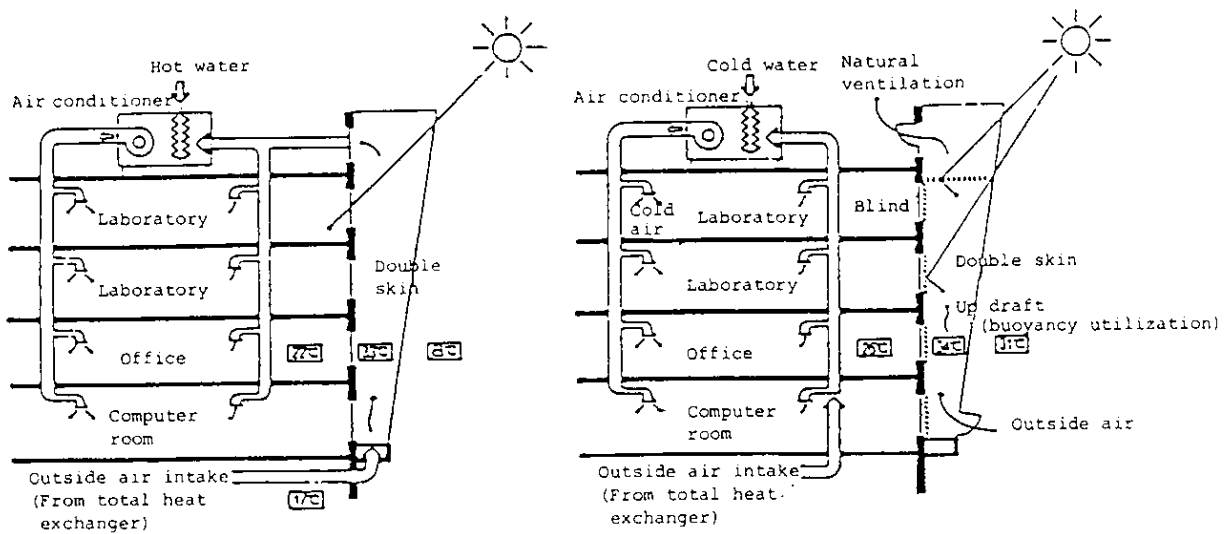 Hot water
Air conditioner
Laboratory
Double
skin
Laboratory
Office
22℃
Computer
room
Outside air intake
(From total heat
exchanger)
17℃
Cold water
Natural
ventilation
Air conditioner
Cold
air
Laboratory
Blind
Double skin
Laboratory
Up draft
(buoyancy utilization)
Office
Computer
room
Outside air
Outside air intake
(From total heat
exchanger)